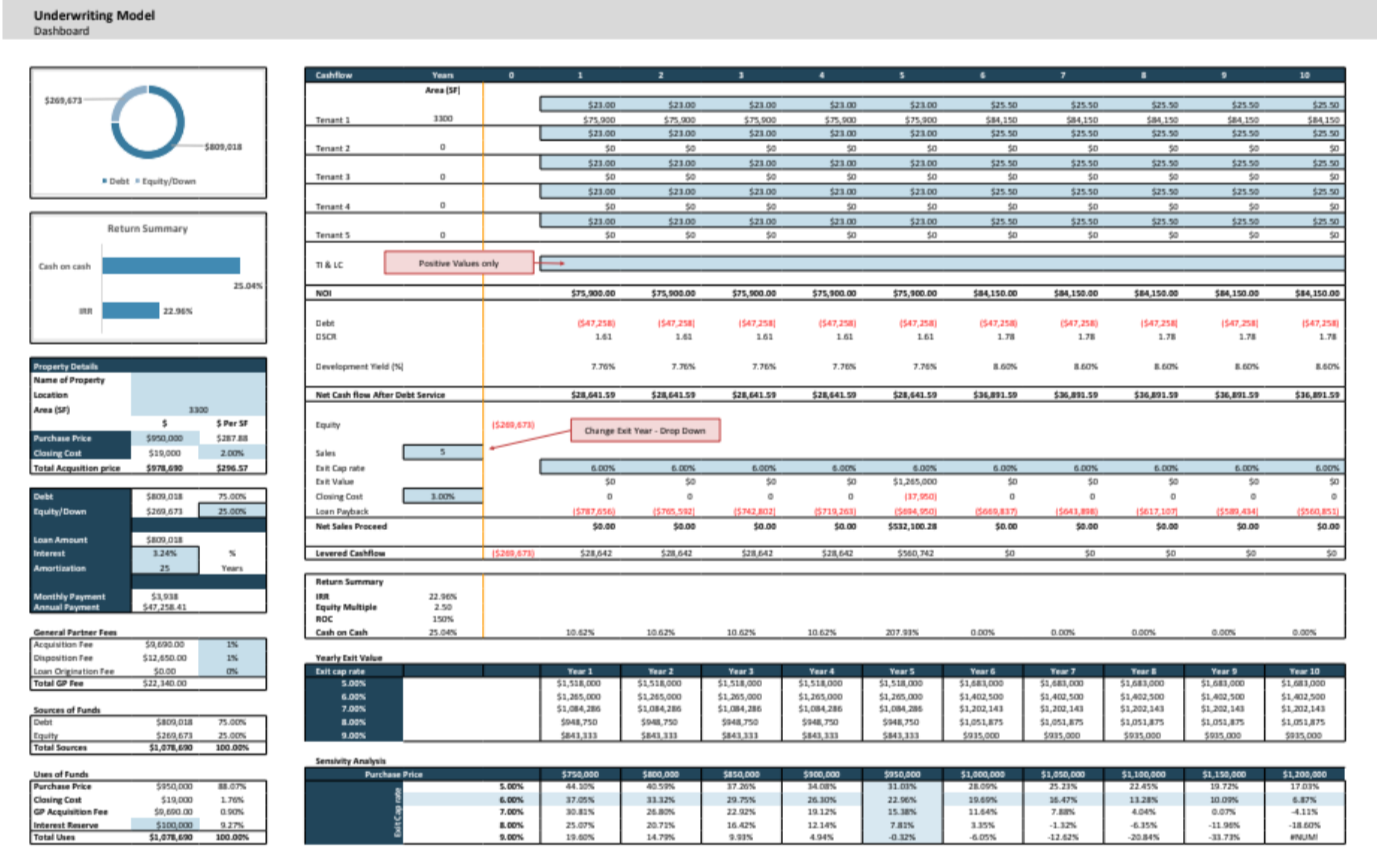 Underwriting Model
Dashboard
$269,673
$809,018
Debt Equity/Down
Return Summary
Cash on cash
25.04%
IRR 22.96%
Property Details
Name of Property
Location
Area (SF) 3300
$ $ Per SF
Purchase Price $950,000 $287.88
Closing Cost $19,000 2.00%
Total Acqusition price $978,690 $296.57
Debt $809,018 75.00%
Equity/Down $269,673 25.00%
Loan Amount $809,018
Interest 3.24% %
Amortization 25 Years
Monthly Payment $3,938
Annual Payment $47,258.41
General Partner Fees
Acquisition Fee $9,690.00 1%
Disposition Fee $12,650.00 1%
Loan Origination Fee $0.00 0%
Total GP Fee $22,340.00
Sources of Funds
Debt $809,018 75.00%
Equity $269,673 25.00%
Total Sources $1,078,690 100.00%
Uses of Funds
Purchase Price $950,000 88.07%
Closing Cost $19,000 1.76%
GP Acquisition Fee $9,690.00 0.90%
Interest Reserve $100,000 9.27%
Total Uses $1,078,690 100.00%
Cashflow Years 0 1 2 3 4 5 6 7 8 9 10
Area (SF)
$23.00 $23.00 $23.00 $23.00 $23.00 $25.50 $25.50 $25.50 $25.50 $25.50
Tenant 1 3300 $75,900 $75,900 $75,900 $75,900 $75,900 $84,150 $84,150 $84,150 $84,150 $84,150
$23.00 $23.00 $23.00 $23.00 $23.00 $25.50 $25.50 $25.50 $25.50 $25.50
Tenant 2 0 $0 $0 $0 $0 $0 $0 $0 $0 $0 $0
$23.00 $23.00 $23.00 $23.00 $23.00 $25.50 $25.50 $25.50 $25.50 $25.50
Tenant 3 0 $0 $0 $0 $0 $0 $0 $0 $0 $0 $0
$23.00 $23.00 $23.00 $23.00 $23.00 $25.50 $25.50 $25.50 $25.50 $25.50
Tenant 4 0 $0 $0 $0 $0 $0 $0 $0 $0 $0 $0
$23.00 $23.00 $23.00 $23.00 $23.00 $25.50 $25.50 $25.50 $25.50 $25.50
Tenant 5 0 $0 $0 $0 $0 $0 $0 $0 $0 $0 $0
TI & LC Positive Values only
NOI $75,900.00 $75,900.00 $75,900.00 $75,900.00 $75,900.00 $84,150.00 $84,150.00 $84,150.00 $84,150.00 $84,150.00
Debt ($47,258) ($47,258) ($47,258) ($47,258) ($47,258) ($47,258) ($47,258) ($47,258) ($47,258) ($47,258)
DSCR 1.61 1.61 1.61 1.61 1.61 1.78 1.78 1.78 1.78 1.78
Development Yield (%) 7.76% 7.76% 7.76% 7.76% 7.76% 8.60% 8.60% 8.60% 8.60% 8.60%
Net Cash flow After Debt Service $28,641.59 $28,641.59 $28,641.59 $28,641.59 $28,641.59 $36,891.59 $36,891.59 $36,891.59 $36,891.59 $36,891.59
Equity ($269,673)
Change Exit Year - Drop Down
Sales 5
Exit Cap rate 6.00% 6.00% 6.00% 6.00% 6.00% 6.00% 6.00% 6.00% 6.00% 6.00%
Exit Value $0 $0 $0 $0 $1,265,000 $0 $0 $0 $0 $0
Closing Cost 3.00% 0 0 0 0 (37,950) 0 0 0 0 0
Loan Payback ($787,656) ($765,592) ($742,802) ($719,263) ($694,950) ($669,837) ($643,898) ($617,107) ($589,434) ($560,851)
Net Sales Proceed $0.00 $0.00 $0.00 $0.00 $532,100.28 $0.00 $0.00 $0.00 $0.00 $0.00
Levered Cashflow ($269,673) $28,642 $28,642 $28,642 $28,642 $560,742 $0 $0 $0 $0 $0
Return Summary
IRR 22.96%
Equity Multiple 2.50
ROC 150%
Cash on Cash 25.04% 10.62% 10.62% 10.62% 10.62% 207.93% 0.00% 0.00% 0.00% 0.00% 0.00%
Yearly Exit Value
Exit cap rate Year 1 Year 2 Year 3 Year 4 Year 5 Year 6 Year 7 Year 8 Year 9 Year 10
5.00% $1,518,000 $1,518,000 $1,518,000 $1,518,000 $1,518,000 $1,683,000 $1,683,000 $1,683,000 $1,683,000 $1,683,000
6.00% $1,265,000 $1,265,000 $1,265,000 $1,265,000 $1,265,000 $1,402,500 $1,402,500 $1,402,500 $1,402,500 $1,402,500
7.00% $1,084,286 $1,084,286 $1,084,286 $1,084,286 $1,084,286 $1,202,143 $1,202,143 $1,202,143 $1,202,143 $1,202,143
8.00% $948,750 $948,750 $948,750 $948,750 $948,750 $1,051,875 $1,051,875 $1,051,875 $1,051,875 $1,051,875
9.00% $843,333 $843,333 $843,333 $843,333 $843,333 $935,000 $935,000 $935,000 $935,000 $935,000
Sensivity Analysis
Purchase Price $750,000 $800,000 $850,000 $900,000 $950,000 $1,000,000 $1,050,000 $1,100,000 $1,150,000 $1,200,000
Exit Cap rate
5.00% 44.10% 40.59% 37.26% 34.08% 31.03% 28.09% 25.23% 22.45% 19.72% 17.03%
6.00% 37.05% 33.32% 29.75% 26.30% 22.96% 19.69% 16.47% 13.28% 10.09% 6.87%
7.00% 30.81% 26.80% 22.92% 19.12% 15.38% 11.64% 7.88% 4.04% 0.07% -4.11%
8.00% 25.07% 20.71% 16.42% 12.14% 7.81% 3.35% -1.32% -6.35% -11.96% -18.60%
9.00% 19.60% 14.79% 9.93% 4.94% -0.32% -6.05% -12.62% -20.84% -33.73% #NUM!